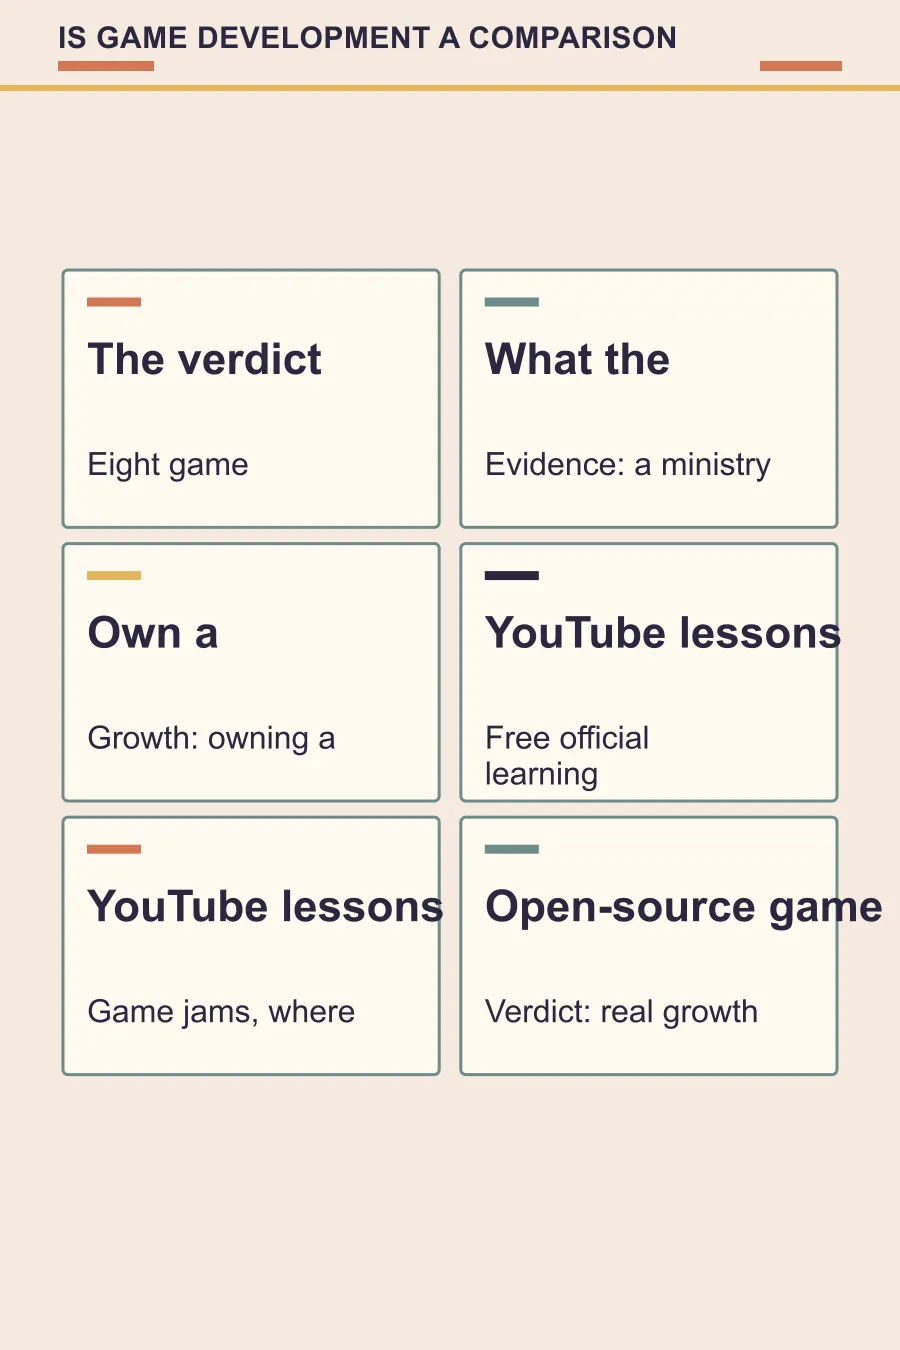 IS GAME DEVELOPMENT A COMPARISON
The verdict
Eight game
What the
Evidence: a ministry
Own a
Growth: owning a
YouTube lessons
Free official
learning
YouTube lessons
Game jams, where
Open-source game
Verdict: real growth